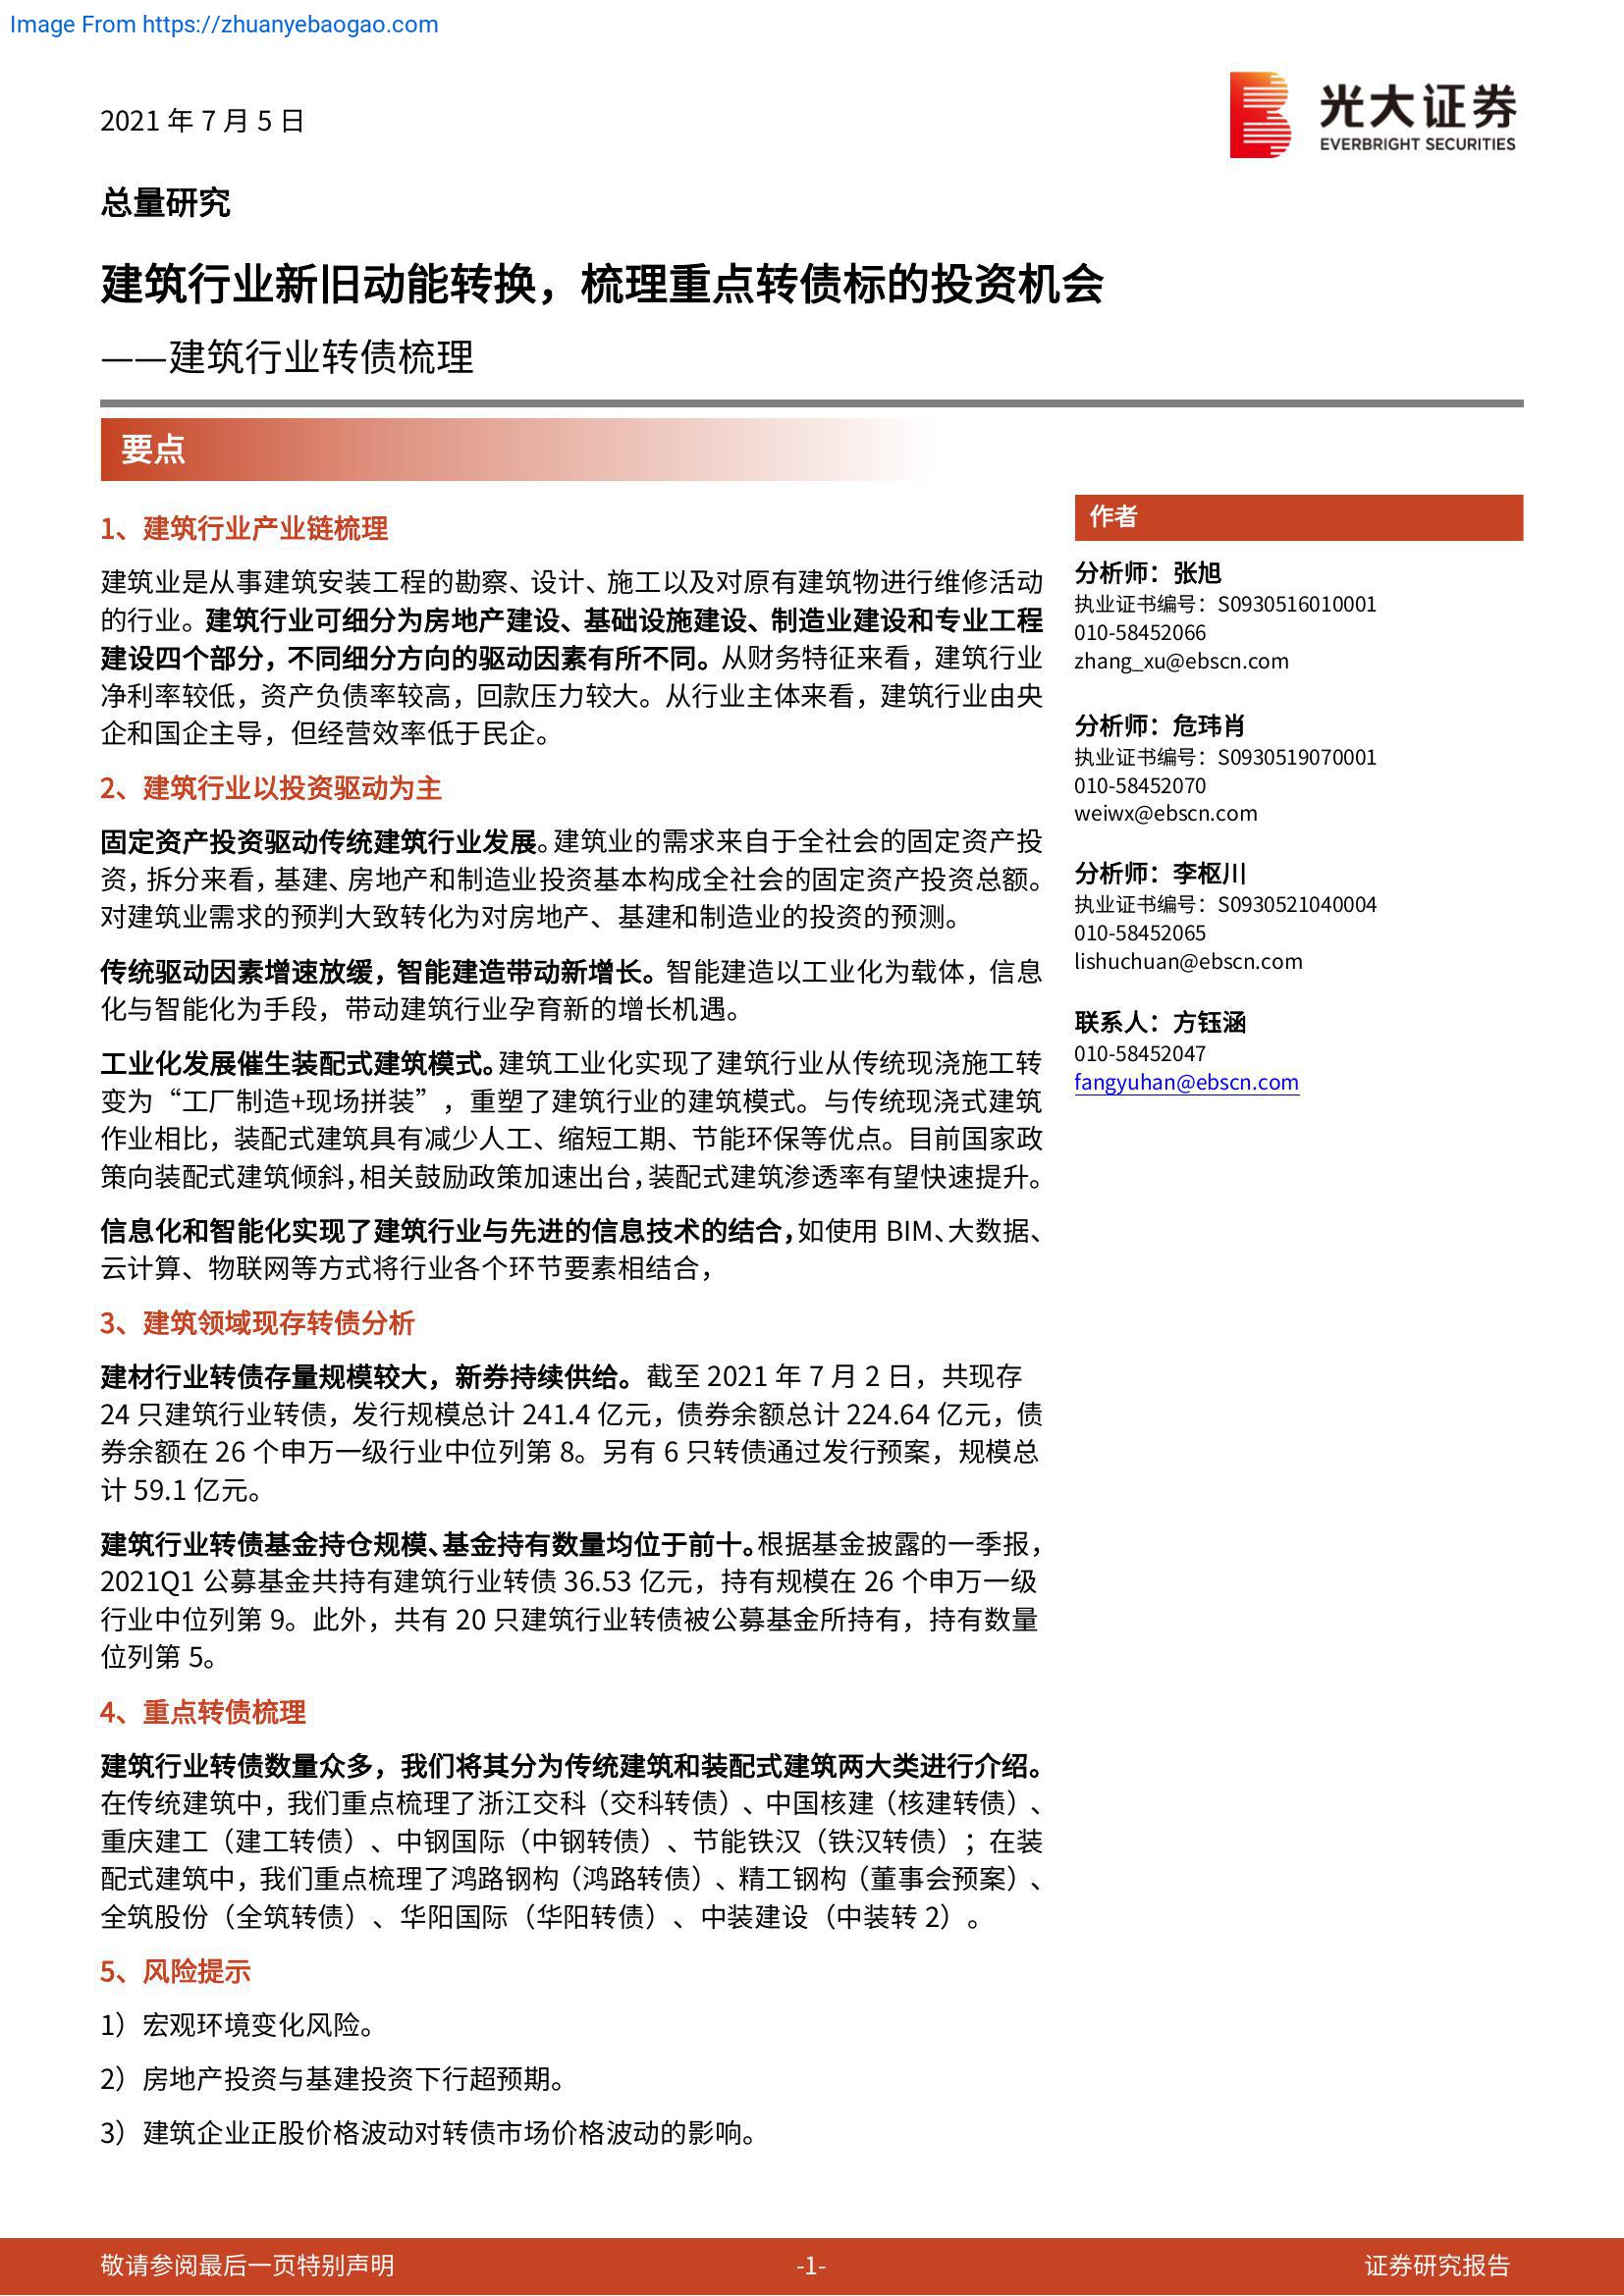 Image From https://zhuanyebaogao.com
2021 年 7 月 5 日
光大证券
EVERBRIGHT SECURITIES
总量研究
建筑行业新旧动能转换，梳理重点转债标的投资机会
——建筑行业转债梳理
要点
1、建筑行业产业链梳理
建筑业是从事建筑安装工程的勘察、设计、施工以及对原有建筑物进行维修活动
的行业。建筑行业可细分为房地产建设、基础设施建设、制造业建设和专业工程
建设四个部分，不同细分方向的驱动因素有所不同。从财务特征来看，建筑行业
净利率较低，资产负债率较高，回款压力较大。从行业主体来看，建筑行业由央
企和国企主导，但经营效率低于民企。
2、建筑行业以投资驱动为主
固定资产投资驱动传统建筑行业发展。建筑业的需求来自于全社会的固定资产投
资，拆分来看，基建、房地产和制造业投资基本构成全社会的固定资产投资总额。
对建筑业需求的预判大致转化为对房地产、基建和制造业的投资的预测。
传统驱动因素增速放缓，智能建造带动新增长。智能建造以工业化为载体，信息
化与智能化为手段，带动建筑行业孕育新的增长机遇。
工业化发展催生装配式建筑模式。建筑工业化实现了建筑行业从传统现浇施工转
变为“工厂制造+现场拼装”，重塑了建筑行业的建筑模式。与传统现浇式建筑
作业相比，装配式建筑具有减少人工、缩短工期、节能环保等优点。目前国家政
策向装配式建筑倾斜，相关鼓励政策加速出台，装配式建筑渗透率有望快速提升。
信息化和智能化实现了建筑行业与先进的信息技术的结合，如使用 BIM、大数据、
云计算、物联网等方式将行业各个环节要素相结合，
3、建筑领域现存转债分析
建材行业转债存量规模较大，新券持续供给。截至 2021 年 7 月 2 日，共现存
24 只建筑行业转债，发行规模总计 241.4 亿元，债券余额总计 224.64 亿元，债
券余额在 26 个申万一级行业中位列第 8。另有 6 只转债通过发行预案，规模总
计 59.1 亿元。
建筑行业转债基金持仓规模、基金持有数量均位于前十。根据基金披露的一季报，
2021Q1 公募基金共持有建筑行业转债 36.53 亿元，持有规模在 26 个申万一级
行业中位列第 9。此外，共有 20 只建筑行业转债被公募基金所持有，持有数量
位列第 5。
4、重点转债梳理
建筑行业转债数量众多，我们将其分为传统建筑和装配式建筑两大类进行介绍。
在传统建筑中，我们重点梳理了浙江交科（交科转债）、中国核建（核建转债）、
重庆建工（建工转债）、中钢国际（中钢转债）、节能铁汉（铁汉转债）；在装
配式建筑中，我们重点梳理了鸿路钢构（鸿路转债）、精工钢构（董事会预案）、
全筑股份（全筑转债）、华阳国际（华阳转债）、中装建设（中装转 2）。
5、风险提示
1）宏观环境变化风险。
2）房地产投资与基建投资下行超预期。
3）建筑企业正股价格波动对转债市场价格波动的影响。
作者
分析师：张旭
执业证书编号：S0930516010001
010-58452066
zhang_xu@ebscn.com
分析师：危玮肖
执业证书编号：S0930519070001
010-58452070
weiwx@ebscn.com
分析师：李枢川
执业证书编号：S0930521040004
010-58452065
lishuchuan@ebscn.com
联系人：方钰涵
010-58452047
fangyuhan@ebscn.com
敬请参阅最后一页特别声明
-1-
证券研究报告